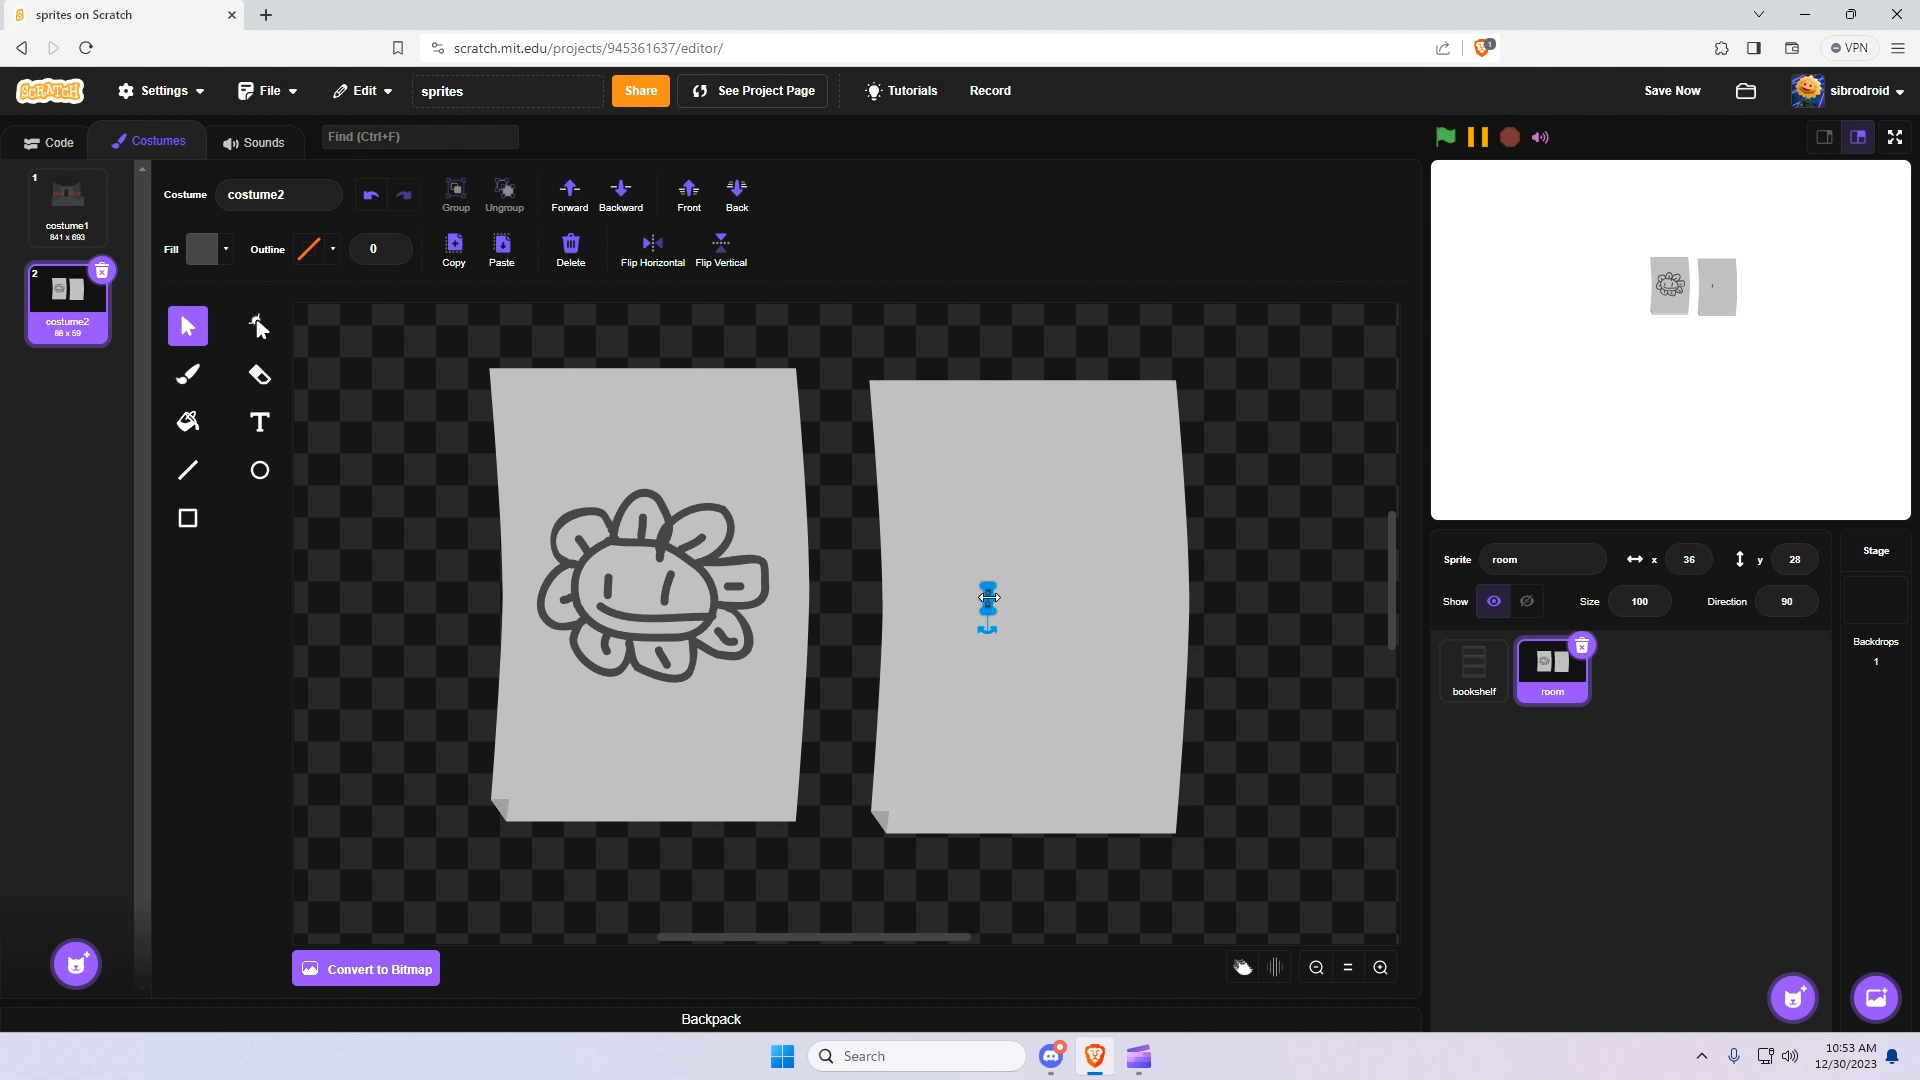 sprites on Scratch
scratch.mit.edu/projects/945361637/editor/
1
VPN
SCRATCH
Settings
File
Edit
sprites
Share
See Project Page
Tutorials
Record
Save Now
sibrodroid
Code
Costumes
Sounds
Find (Ctrl+F)
1
costume1
841 x 693
2
costume2
88 x 59
Costume
costume2
Group
Ungroup
Forward
Backward
Front
Back
Fill
Outline
0
Copy
Paste
Delete
Flip Horizontal
Flip Vertical
Convert to Bitmap
Backpack
Sprite
room
x
36
y
28
Show
Size
100
Direction
90
bookshelf
room
Stage
Backdrops
1
Search
10:53 AM
12/30/2023